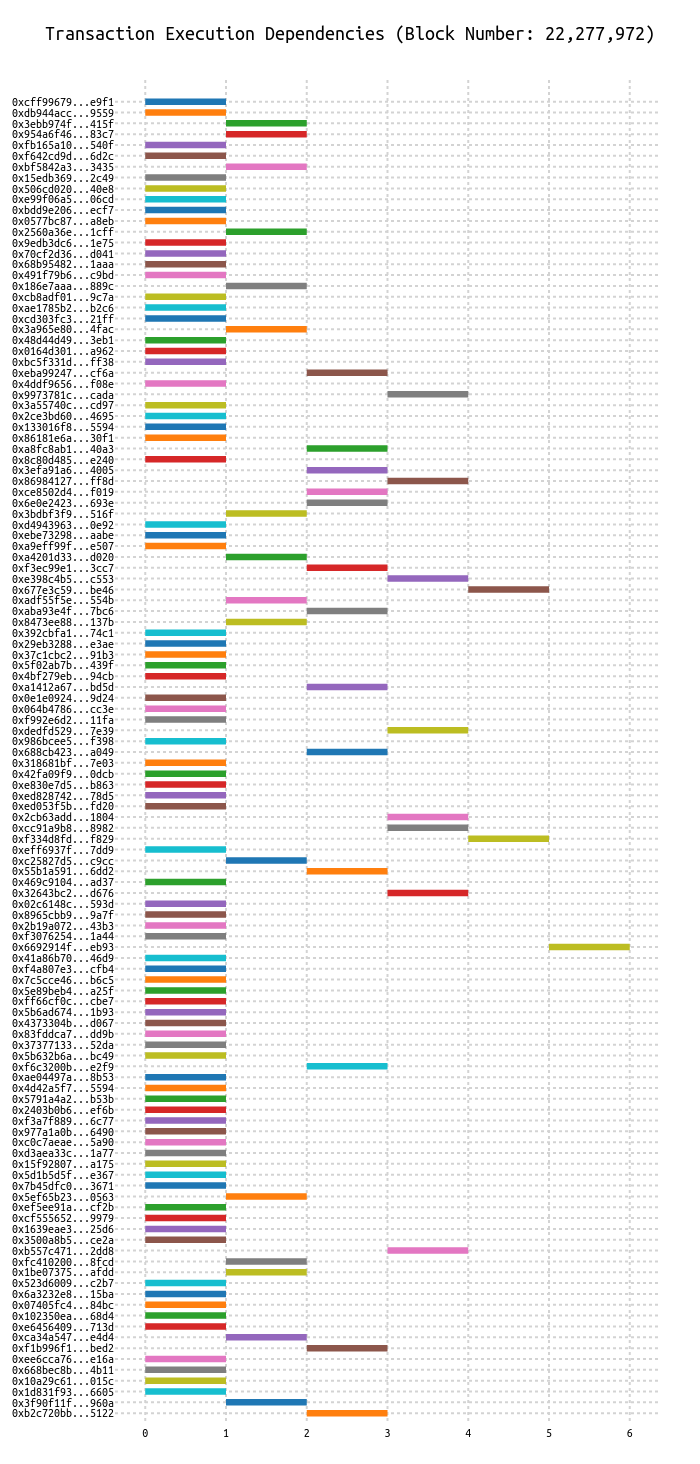 Transaction Execution Dependencies (Block Number: 22,277,972)
0xcff99679...e9f1
0xdb944acc...9559
0x3ebb974f...415f
0x954a6f46...83c7
0xfb165a10...540f
0xf642cd9d...6d2c
0xbf5842a3...3435
0x15edb369...2c49
0x506cd020...40e8
0xe99f06a5...06cd
0xbdd9e206...ecf7
0x0577bc87...a8eb
0x2560a36e...1cff
0x9edb3dc6...1e75
0x70cf2d36...d041
0x68b95482...1aaa
0x491f79b6...c9bd
0x186e7aaa...889c
0xcb8adf01...9c7a
0xae1785b2...b2c6
0xcd303fc3...21ff
0x3a965e80...4fac
0x48d44d49...3eb1
0x0164d301...a962
0xbc5f331d...ff38
0xeba99247...cf6a
0x4ddf9656...f08e
0x9973781c...cada
0x3a55740c...cd97
0x2ce3bd60...4695
0x133016f8...5594
0x86181e6a...30f1
0xa8fc8ab1...40a3
0x8c80d485...e240
0x3efa91a6...4005
0x86984127...ff8d
0xce8502d4...f019
0x6e0e2423...693e
0x3bdbf3f9...516f
0xd4943963...0e92
0xebe73298...aabe
0xa9eff99f...e507
0xa4201d33...d020
0xf3ec99e1...3cc7
0xe398c4b5...c553
0x677e3c59...be46
0xadf55f5e...554b
0xaba93e4f...7bc6
0x8473ee88...137b
0x392cbfa1...74c1
0x29eb3288...e3ae
0x37c1cbc2...91b3
0x5f02ab7b...439f
0x4bf279eb...94cb
0xa1412a67...bd5d
0x0e1e0924...9d24
0x064b4786...cc3e
0xf992e6d2...11fa
0xdedfd529...7e39
0x986bcee5...f398
0x688cb423...a049
0x318681bf...7e03
0x42fa09f9...0dcb
0xe830e7d5...b863
0xed828742...78d5
0xed053f5b...fd20
0x2cb63add...1804
0xcc91a9b8...8982
0xf334d8fd...f829
0xeff6937f...7dd9
0xc25827d5...c9cc
0x55b1a591...6dd2
0x469c9104...ad37
0x32643bc2...d676
0x02c6148c...593d
0x8965cbb9...9a7f
0x2b19a072...43b3
0xf3076254...1a44
0x6692914f...eb93
0x41a86b70...46d9
0xf4a807e3...cfb4
0x7c5cce46...b6c5
0x5e89beb4...a25f
0xff66cf0c...cbe7
0x5b6ad674...1b93
0x4373304b...d067
0x83fddca7...dd9b
0x37377133...52da
0x5b632b6a...bc49
0xf6c3200b...e2f9
0xae04497a...8b53
0x4d42a5f7...5594
0x5791a4a2...b53b
0x2403b0b6...ef6b
0xf3a7f889...6c77
0x977a1a0b...6490
0xc0c7aeae...5a90
0xd3aea33c...1a77
0x15f92807...a175
0x5d1b5d5f...e367
0x7b45dfc0...3671
0x5ef65b23...0563
0xef5ee91a...cf2b
0xcf555652...9979
0x1639eae3...25d6
0x3500a8b5...ce2a
0xb557c471...2dd8
0xfc410200...8fcd
0x1be07375...afdd
0x523d6009...c2b7
0x6a3232e8...15ba
0x07405fc4...84bc
0x102350ea...68d4
0xe6456409...713d
0xca34a547...e4d4
0xf1b996f1...bed2
0xee6cca76...e16a
0x668bec8b...4b11
0x10a29c61...015c
0x1d831f93...6605
0x3f90f11f...960a
0xb2c720bb...5122
0 1 2 3 4 5 6